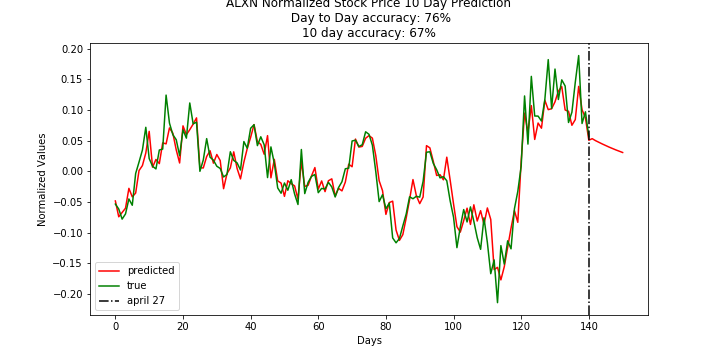 ALXN Normalized Stock Price 10 Day Prediction
Day to Day accuracy: 76%
10 day accuracy: 67%
0.20
0.15
0.10
0.05
0.00
−0.05
−0.10
−0.15
−0.20
Normalized Values
predicted
true
april 27
0
20
40
60
80
100
120
140
Days